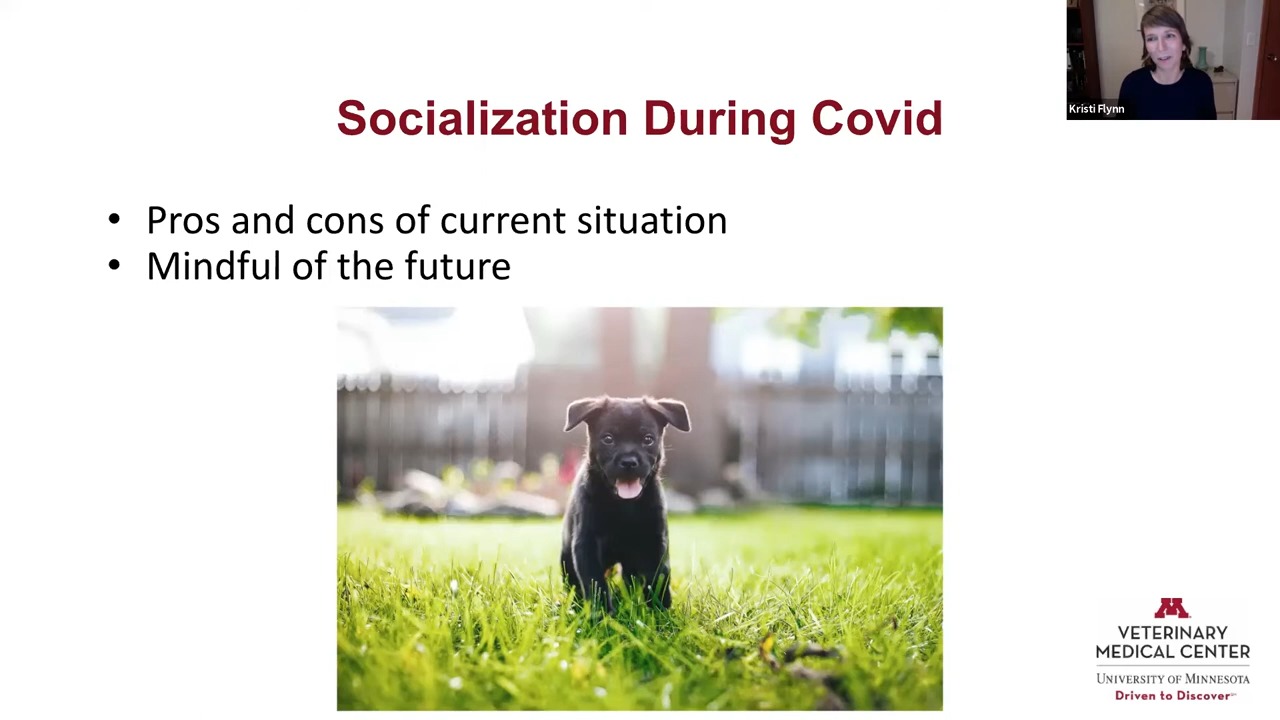 Kristi Flynn
Socialization During Covid
• Pros and cons of current situation
• Mindful of the future
M
VETERINARY
MEDICAL CENTER
UNIVERSITY OF MINNESOTA
Driven to Discover℠